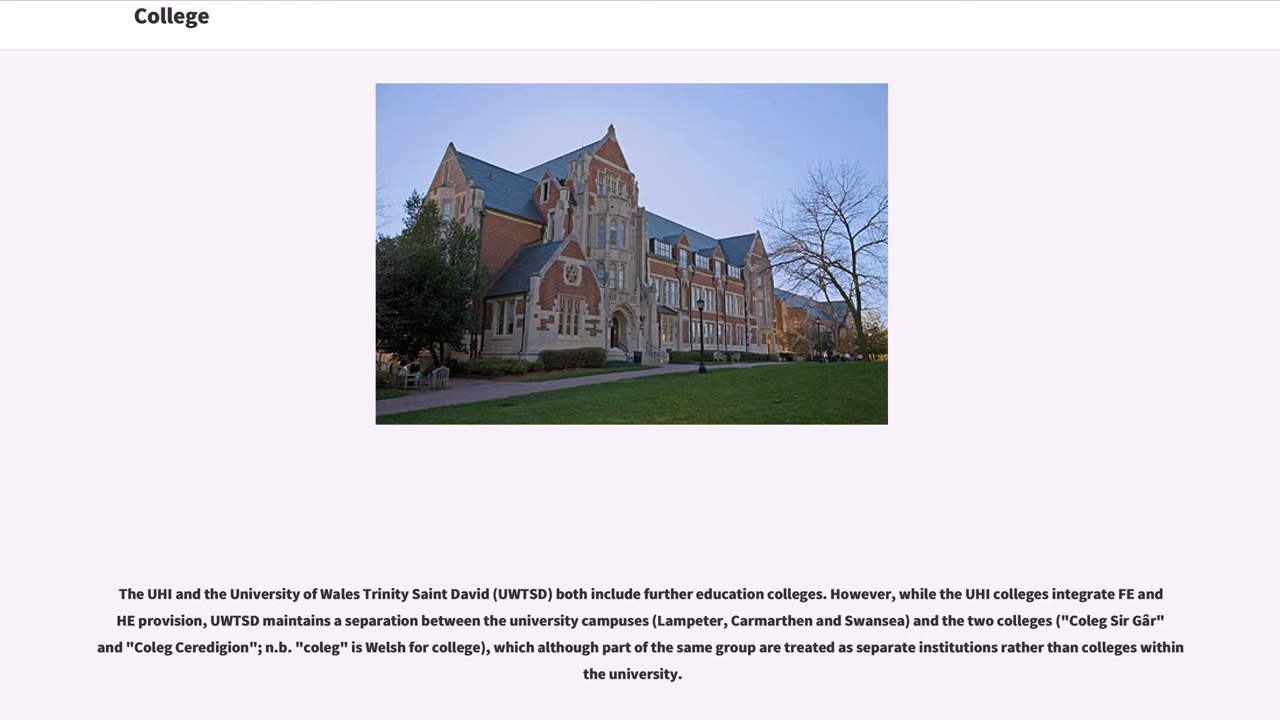 College
The UHI and the University of Wales Trinity Saint David (UWTSD) both include further education colleges. However, while the UHI colleges integrate FE and
HE provision, UWTSD maintains a separation between the university campuses (Lampeter, Carmarthen and Swansea) and the two colleges ("Coleg Sir Gâr"
and "Coleg Ceredigion"; n.b. "coleg" is Welsh for college), which although part of the same group are treated as separate institutions rather than colleges within
the university.